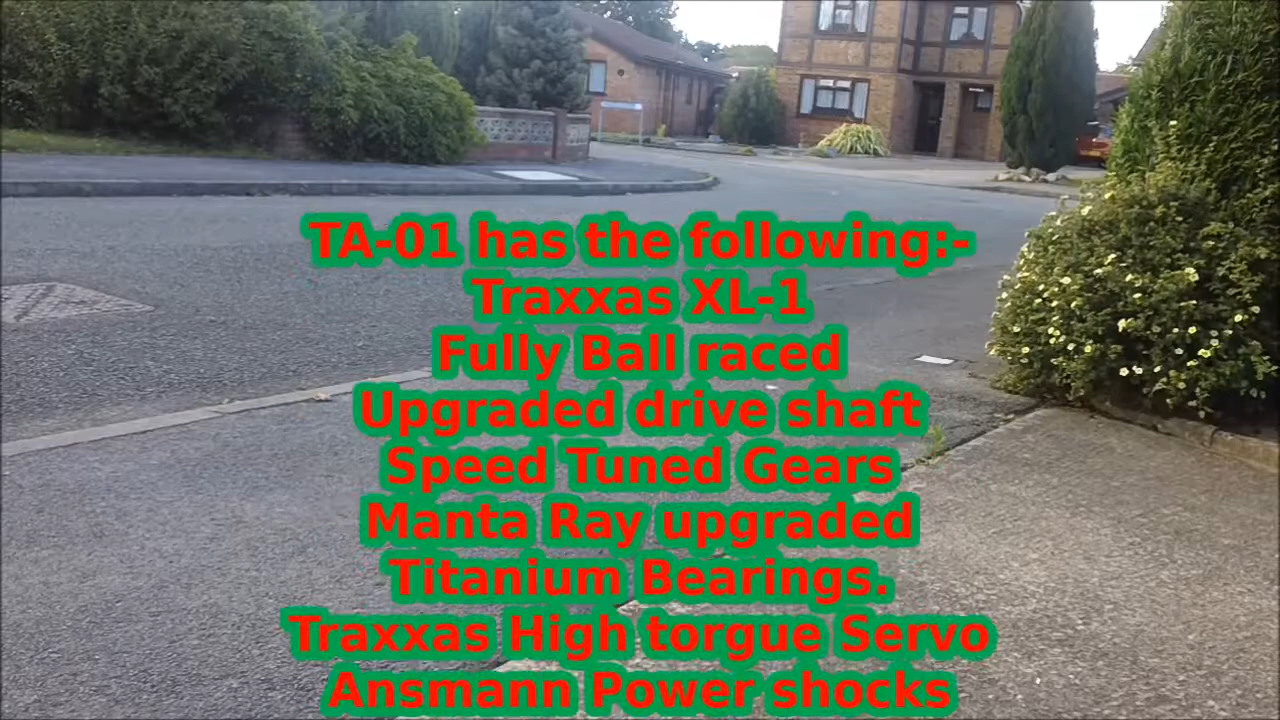 TA-01 has the following:-
Traxxas XL-1
Fully Ball raced
Upgraded drive shaft
Speed Tuned Gears
Manta Ray upgraded
Titanium Bearings.
Traxxas High torgue Servo
Ansmann Power shocks